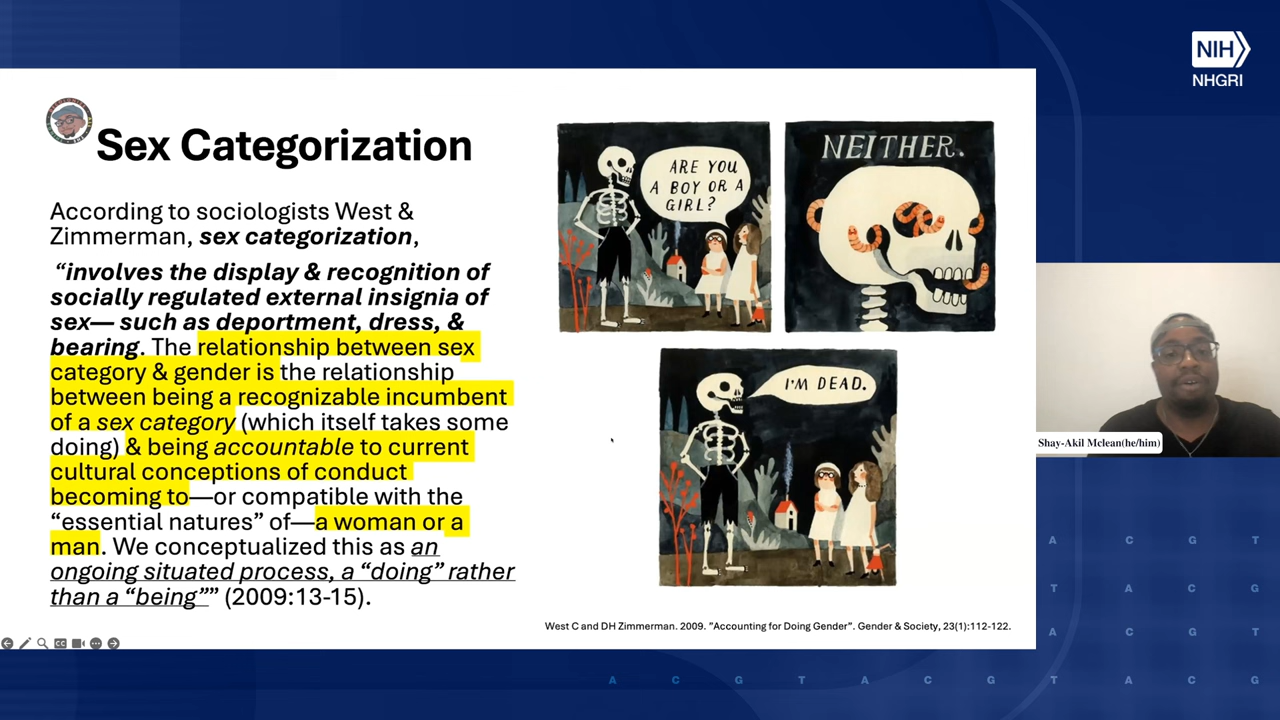 NIH
NHGRI
Sex Categorization
According to sociologists West &
Zimmerman, sex categorization,
“involves the display & recognition of
socially regulated external insignia of
sex— such as deportment, dress, &
bearing. The relationship between sex
category & gender is the relationship
between being a recognizable incumbent
of a sex category (which itself takes some
doing) & being accountable to current
cultural conceptions of conduct
becoming to—or compatible with the
“essential natures” of—a woman or a
man. We conceptualized this as an
ongoing situated process, a “doing” rather
than a “being”” (2009:13-15).
ARE YOU
A BOY OR A
GIRL?
NEITHER.
I'M DEAD.
West C and DH Zimmerman. 2009. "Accounting for Doing Gender". Gender & Society, 23(1):112-122.
Shay-Akil Mclean(he/him)
A C G T
T A C G
A C G T
A C G T A C G T A C G